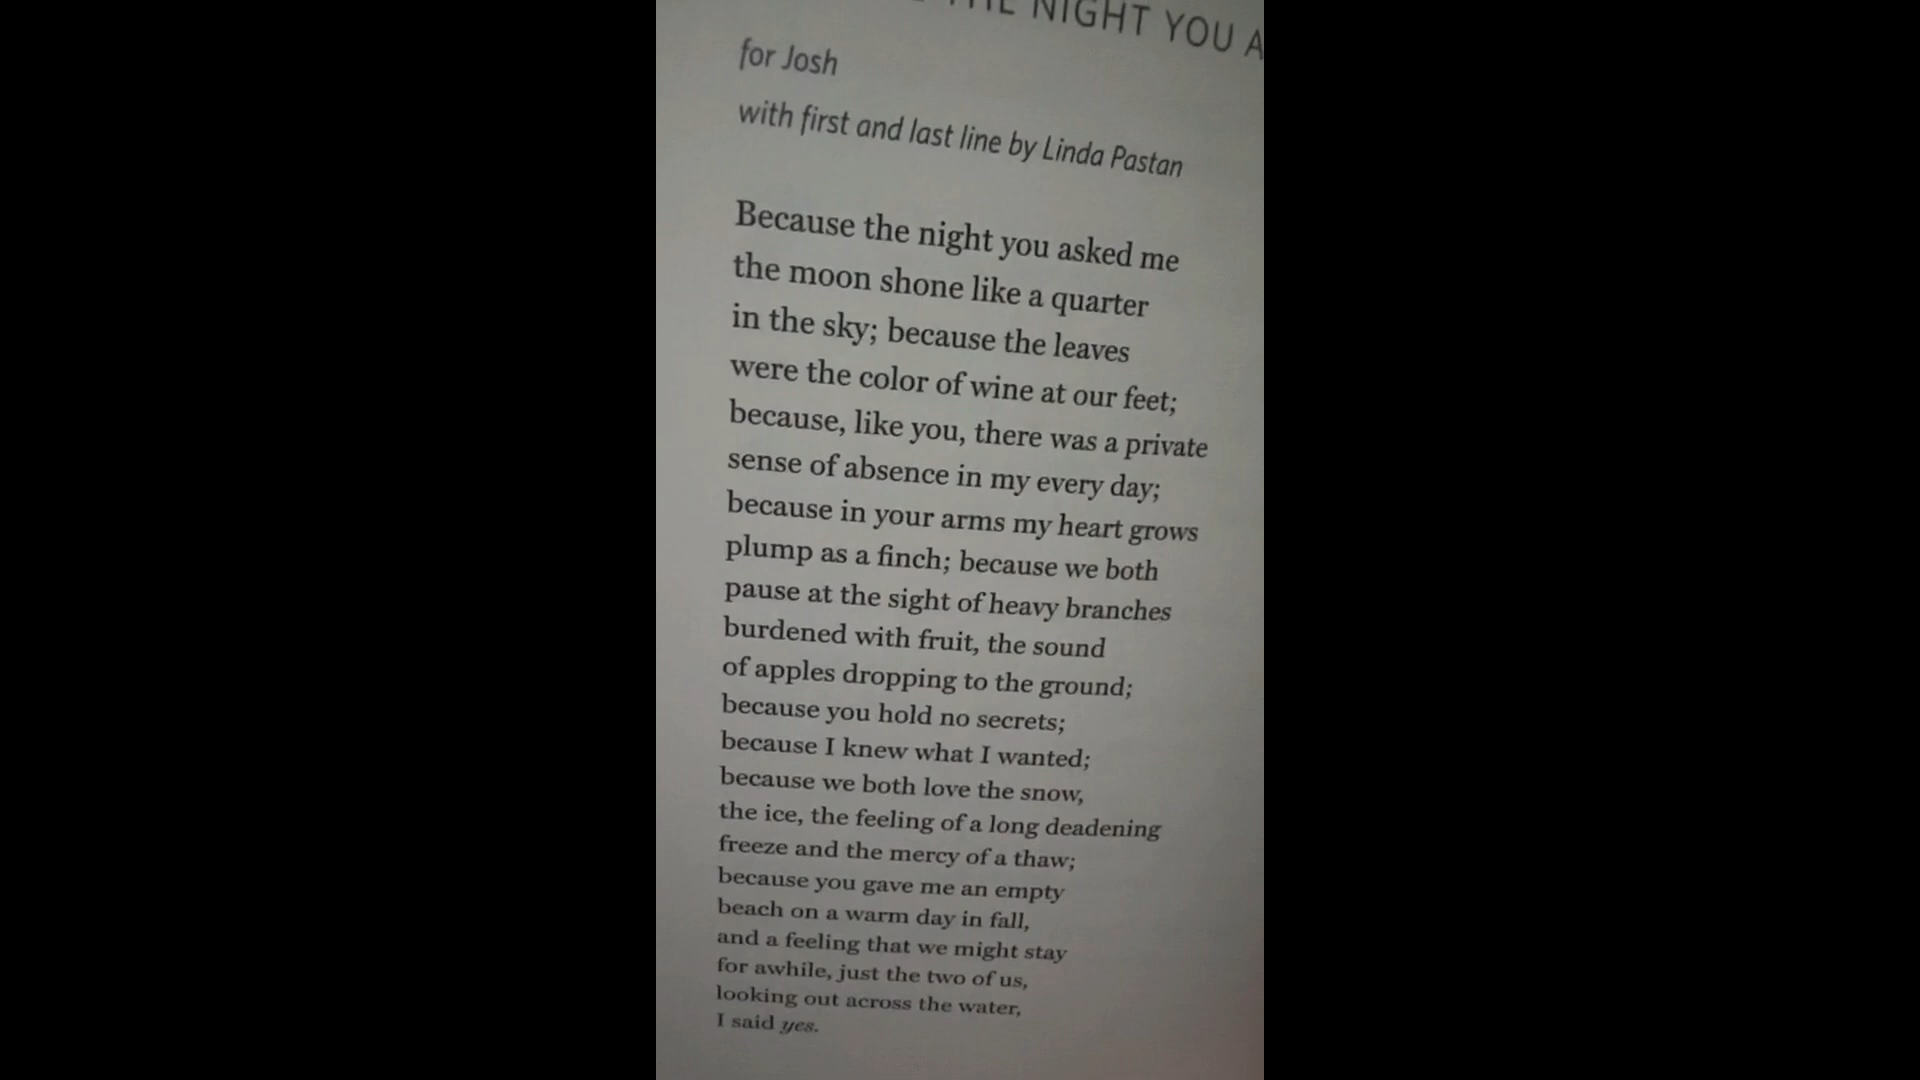 THE NIGHT YOU A
for Josh
with first and last line by Linda Pastan
Because the night you asked me
the moon shone like a quarter
in the sky; because the leaves
were the color of wine at our feet;
because, like you, there was a private
sense of absence in my every day;
because in your arms my heart grows
plump as a finch; because we both
pause at the sight of heavy branches
burdened with fruit, the sound
of apples dropping to the ground;
because you hold no secrets;
because I knew what I wanted;
because we both love the snow,
the ice, the feeling of a long deadening
freeze and the mercy of a thaw;
because you gave me an empty
beach on a warm day in fall,
and a feeling that we might stay
for awhile, just the two of us,
looking out across the water,
I said yes.